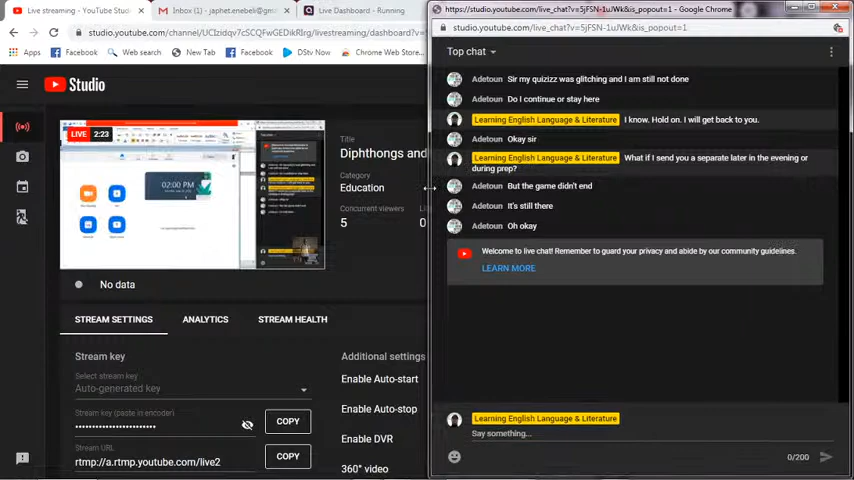 Live streaming - YouTube Studio
Inbox (174) - japhet.enebeli@gmail
Live Dashboard - Running
https://studio.youtube.com/live_chat?v=5jFSN-1uJWk&is_popout=1 - Google Chrome
studio.youtube.com/channel/UCIzidqv7cSCQFwGEDikRIrg/livestreaming/dashboard?v=
studio.youtube.com/live_chat?v=5jFSN-1uJWk&is_popout=1
Apps
Facebook
Facebook
DStv Now
Chrome Web Store...
Studio
LIVE 2:23
02:00 PM
Title
Diphthongs and
Category
Education
Concurrent viewers
5
0
No data
STREAM SETTINGS
ANALYTICS
STREAM HEALTH
Stream key
Select stream key
Auto-generated key
Stream key (paste in encoder)
COPY
Stream URL
rtmp://a.rtmp.youtube.com/live2
COPY
Additional settings
Enable Auto-start
Enable Auto-stop
Enable DVR
360° video
Top chat
Adetoun Sir my quizizz was glitching and I am still not done
Adetoun Do I continue or stay here
Learning English Language & Literature I know. Hold on. I will get back to you.
Adetoun Okay sir
Learning English Language & Literature What if I send you a separate later in the evening or
during prep?
Adetoun But the game didn't end
Adetoun It's still there
Adetoun Oh okay
Welcome to live chat! Remember to guard your privacy and abide by our community guidelines.
LEARN MORE
Learning English Language & Literature
Say something...
0/200